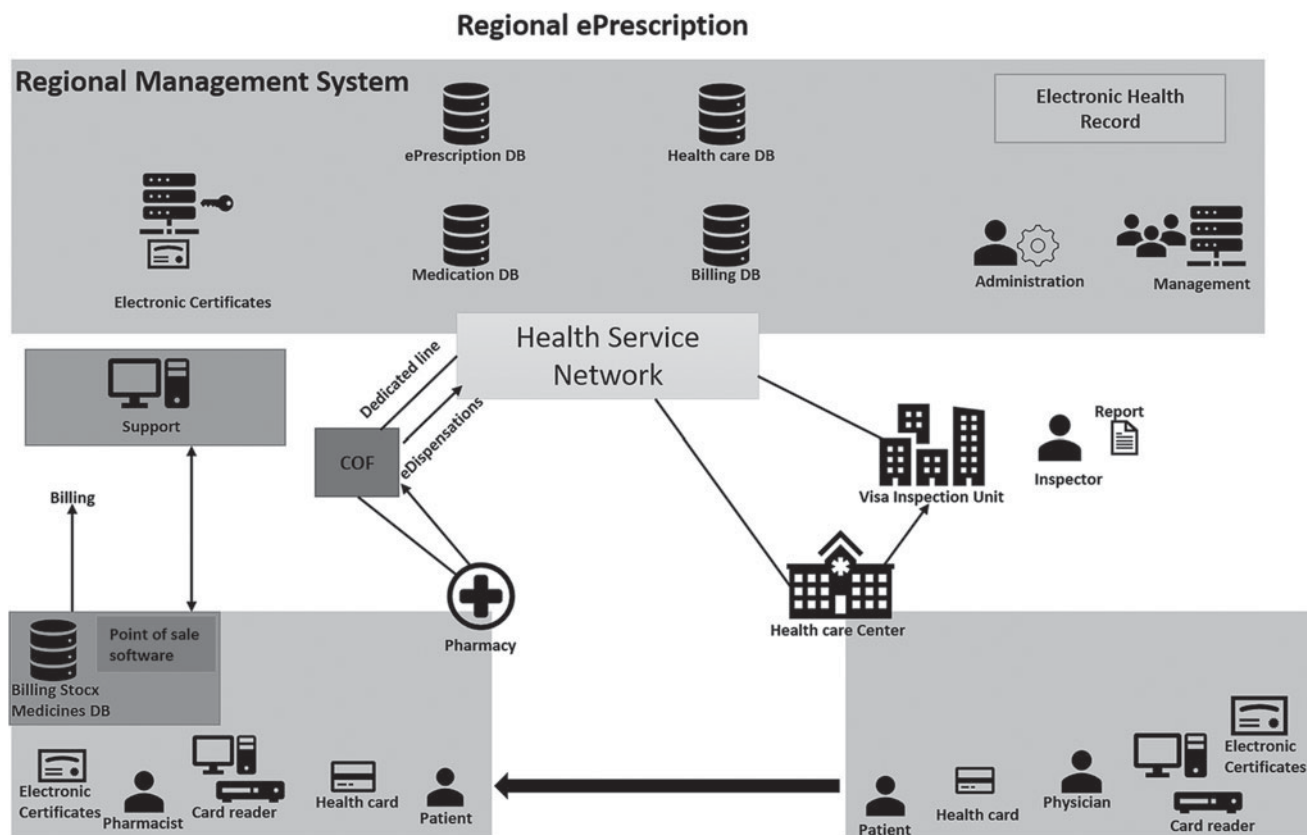 Regional ePrescription
Regional Management System
Electronic Health
Record
ePrescription DB
Health care DB
Medication DB
Billing DB
Electronic Certificates
Administration
Management
Health Service
Network
Support
Dedicated line
eDispensations
COF
Billing
Visa Inspection Unit
Report
Inspector
Point of sale
software
Billing Stocx
Medicines DB
Pharmacy
Health care Center
Electronic
Certificates
Pharmacist
Card reader
Health card
Patient
Patient
Health card
Physician
Electronic
Certificates
Card reader